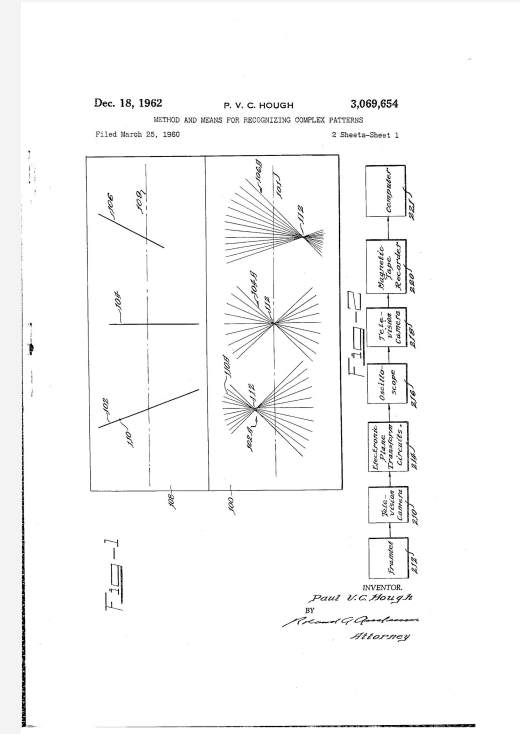 Dec. 18, 1962 P. V. C. HOUGH 3,069,654
METHOD AND MEANS FOR RECOGNIZING COMPLEX PATTERNS
Filed March 25, 1960 2 Sheets-Sheet 1
106
109
106A
101
112
104
104A
112
102
110
110A
112
102A
108
100
Fig-1
Fig-2
Computer
221
Magnetic
Tape
Recorder
220
Tele-
vision
Camera
218
Oscillo-
scope
216
Electronic
Plane
Transform
Circuits.
214
Tele-
vision
Camera
210
Framlet
212
INVENTOR.
Paul V.C. Hough
BY
Attorney